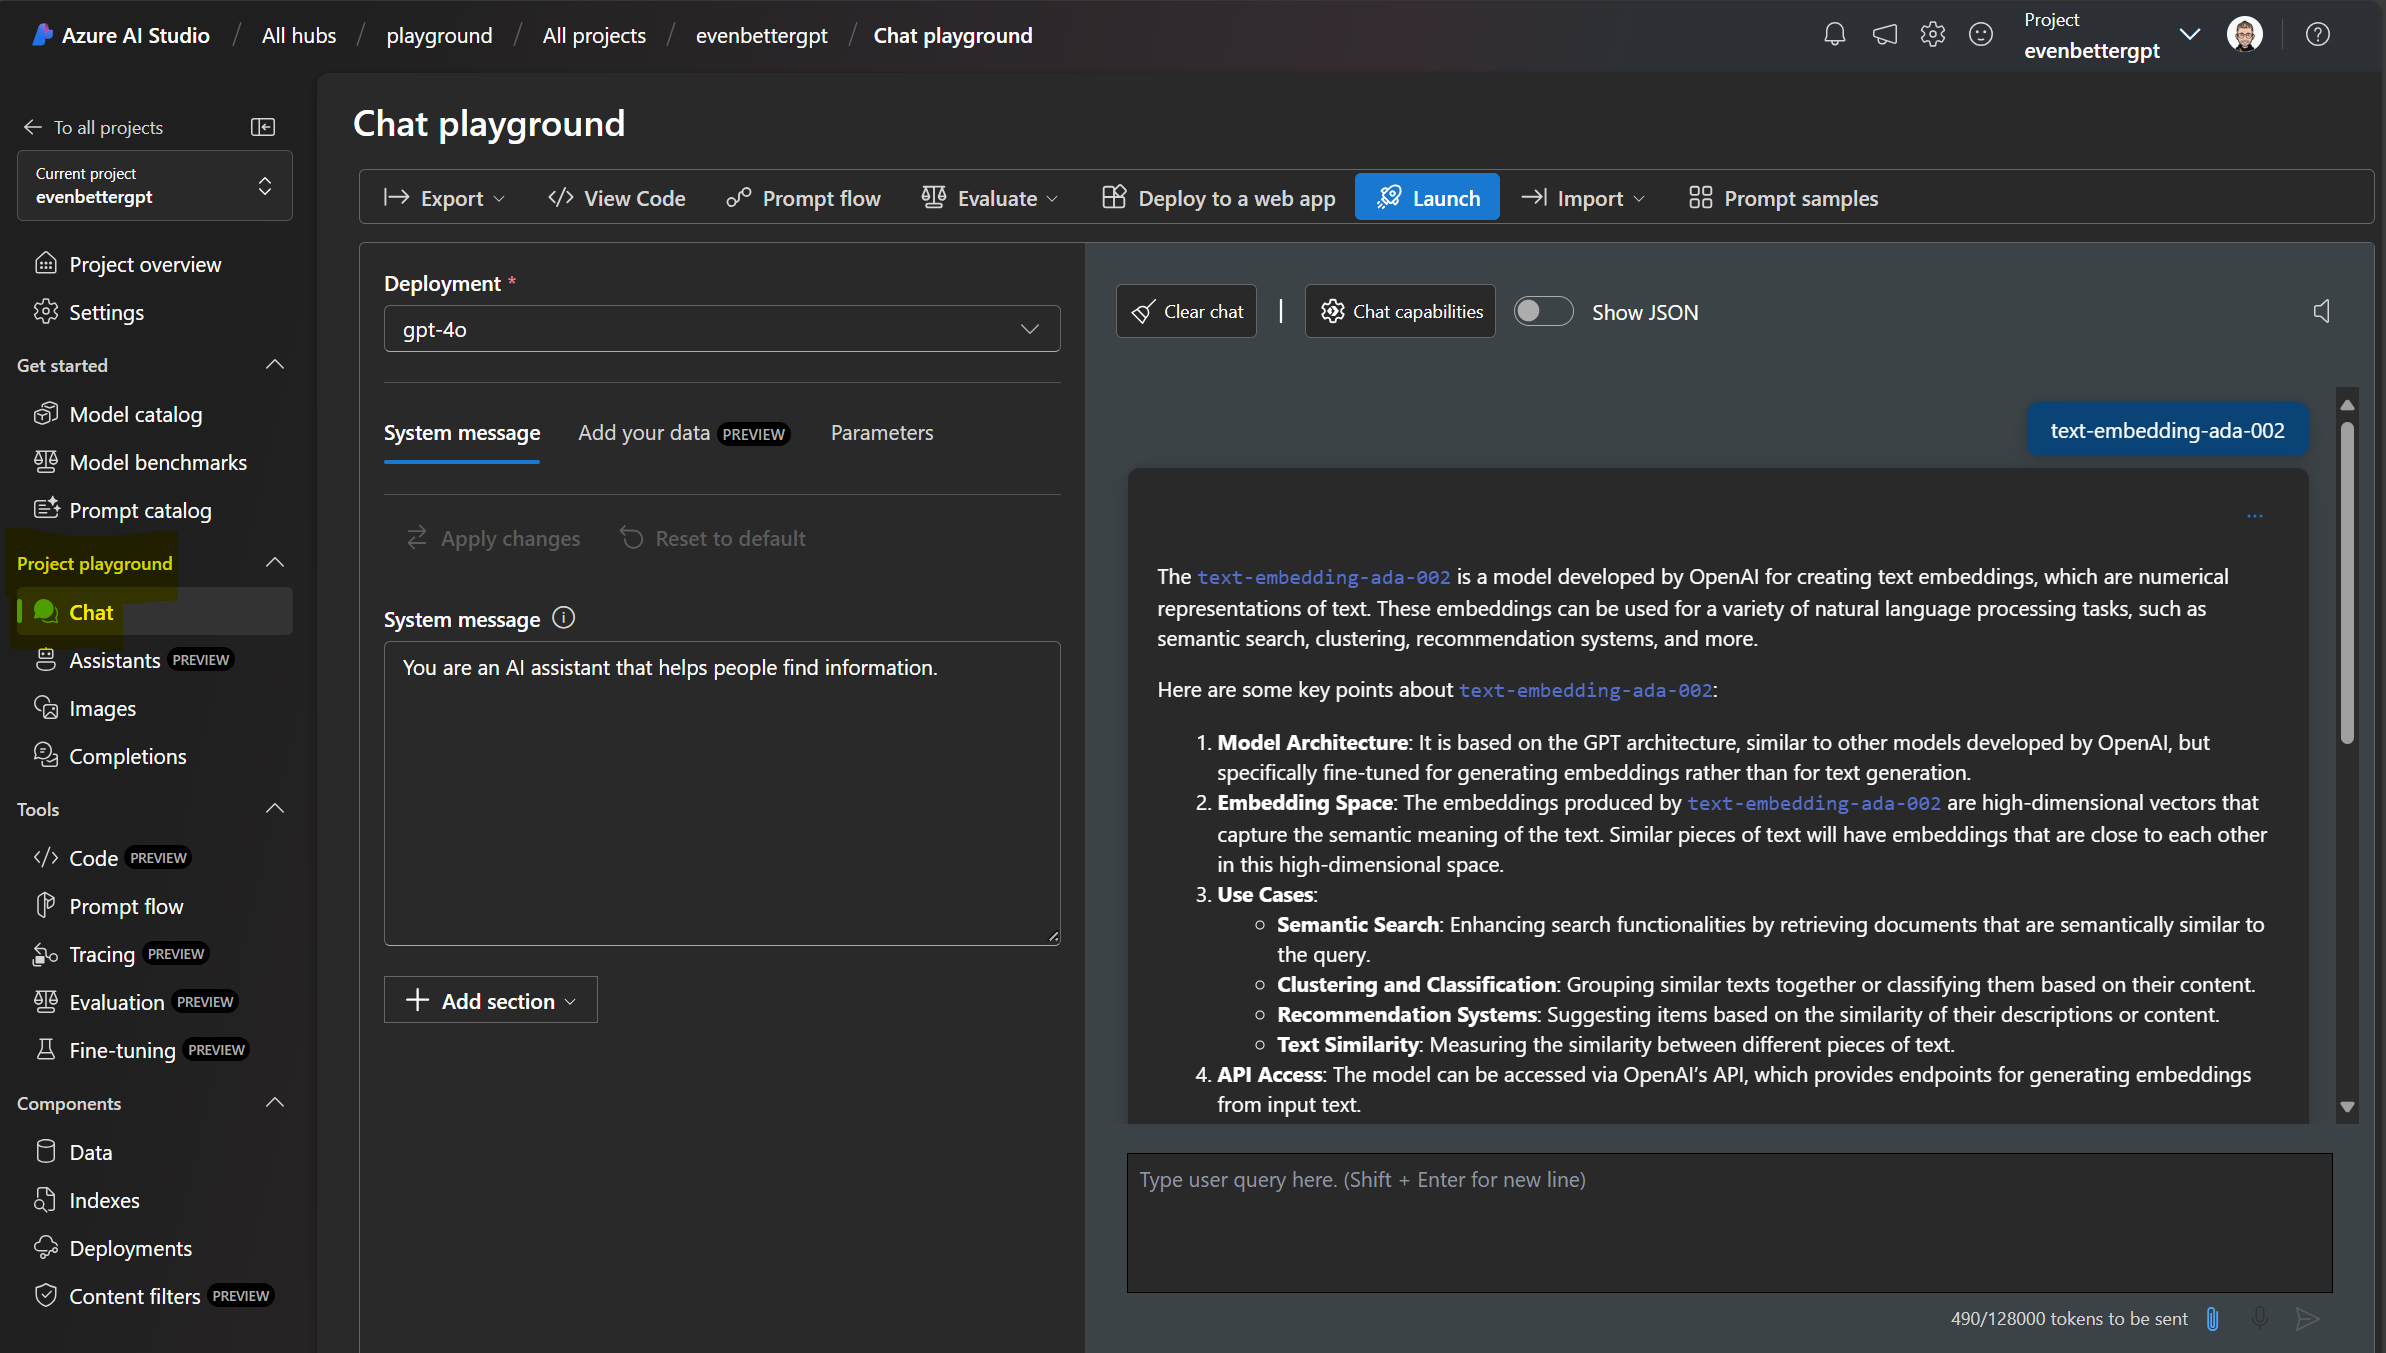 Azure AI Studio / All hubs / playground / All projects / evenbettergpt / Chat playground
Project
evenbettergpt
To all projects
Current project
evenbettergpt
Project overview
Settings
Get started
Model catalog
Model benchmarks
Prompt catalog
Project playground
Chat
Assistants PREVIEW
Images
Completions
Tools
Code PREVIEW
Prompt flow
Tracing PREVIEW
Evaluation PREVIEW
Fine-tuning PREVIEW
Components
Data
Indexes
Deployments
Content filters PREVIEW
Chat playground
Export View Code Prompt flow Evaluate Deploy to a web app Launch Import Prompt samples
Deployment *
gpt-4o
System message Add your data PREVIEW Parameters
Apply changes Reset to default
System message
You are an AI assistant that helps people find information.
Add section
Clear chat | Chat capabilities Show JSON
text-embedding-ada-002
The text-embedding-ada-002 is a model developed by OpenAI for creating text embeddings, which are numerical
representations of text. These embeddings can be used for a variety of natural language processing tasks, such as
semantic search, clustering, recommendation systems, and more.
Here are some key points about text-embedding-ada-002:
1. Model Architecture: It is based on the GPT architecture, similar to other models developed by OpenAI, but
specifically fine-tuned for generating embeddings rather than for text generation.
2. Embedding Space: The embeddings produced by text-embedding-ada-002 are high-dimensional vectors that
capture the semantic meaning of the text. Similar pieces of text will have embeddings that are close to each other
in this high-dimensional space.
3. Use Cases:
○ Semantic Search: Enhancing search functionalities by retrieving documents that are semantically similar to
the query.
○ Clustering and Classification: Grouping similar texts together or classifying them based on their content.
○ Recommendation Systems: Suggesting items based on the similarity of their descriptions or content.
○ Text Similarity: Measuring the similarity between different pieces of text.
4. API Access: The model can be accessed via OpenAI’s API, which provides endpoints for generating embeddings
from input text.
Type user query here. (Shift + Enter for new line)
490/128000 tokens to be sent